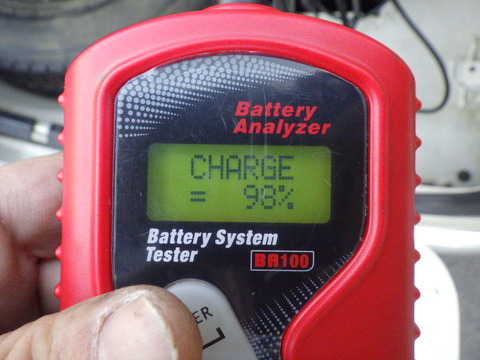 Battery
Analyzer
CHARGE
= 98%
Battery System
Tester
BR100